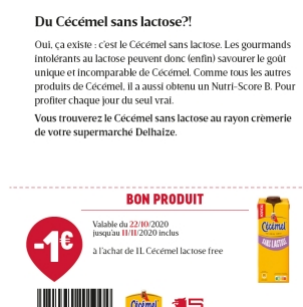 Du Cécémel sans lactose?!
Oui, ça existe : c'est le Cécémel sans lactose. Les gourmands
intolérants au lactose peuvent donc (enfin) savourer le goût
unique et incomparable de Cécémel. Comme tous les autres
produits de Cécémel, il a aussi obtenu un Nutri-Score B. Pour
profiter chaque jour du seul vrai.
Vous trouverez le Cécémel sans lactose au rayon crèmerie
de votre supermarché Delhaize.
BON PRODUIT
-1€
Valable du 22/10/2020
jusqu'au 11/11/2020 inclus
à l'achat de 1L Cécémel lactose free
Cécémel
SANS LACTOSE
Cécémel